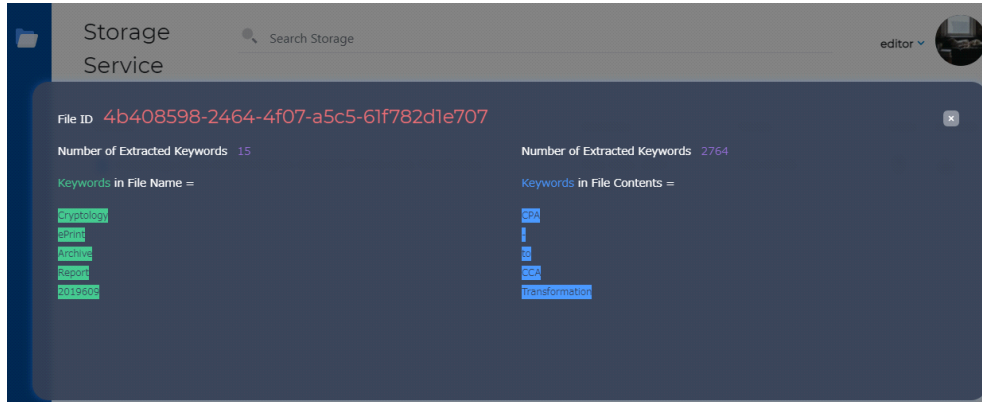 Storage
Service
Search Storage
editor
File ID 4b408598-2464-4f07-a5c5-61f782d1e707
Number of Extracted Keywords 15
Keywords in File Name =
Cryptology
ePrint
Archive
Report
2019609
Number of Extracted Keywords 2764
Keywords in File Contents =
CPA
-
to
CCA
Transformation